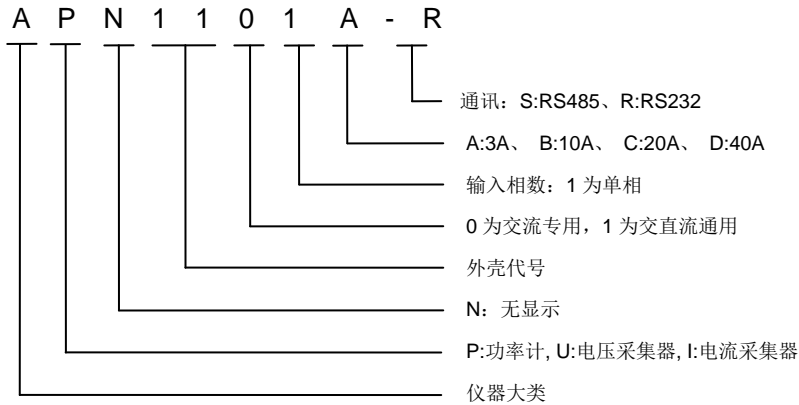 A P N 1 1 0 1 A - R
通讯：S:RS485、R:RS232
A:3A、 B:10A、 C:20A、 D:40A
输入相数：1 为单相
0 为交流专用，1 为交直流通用
外壳代号
N：无显示
P:功率计, U:电压采集器, I:电流采集器
仪器大类